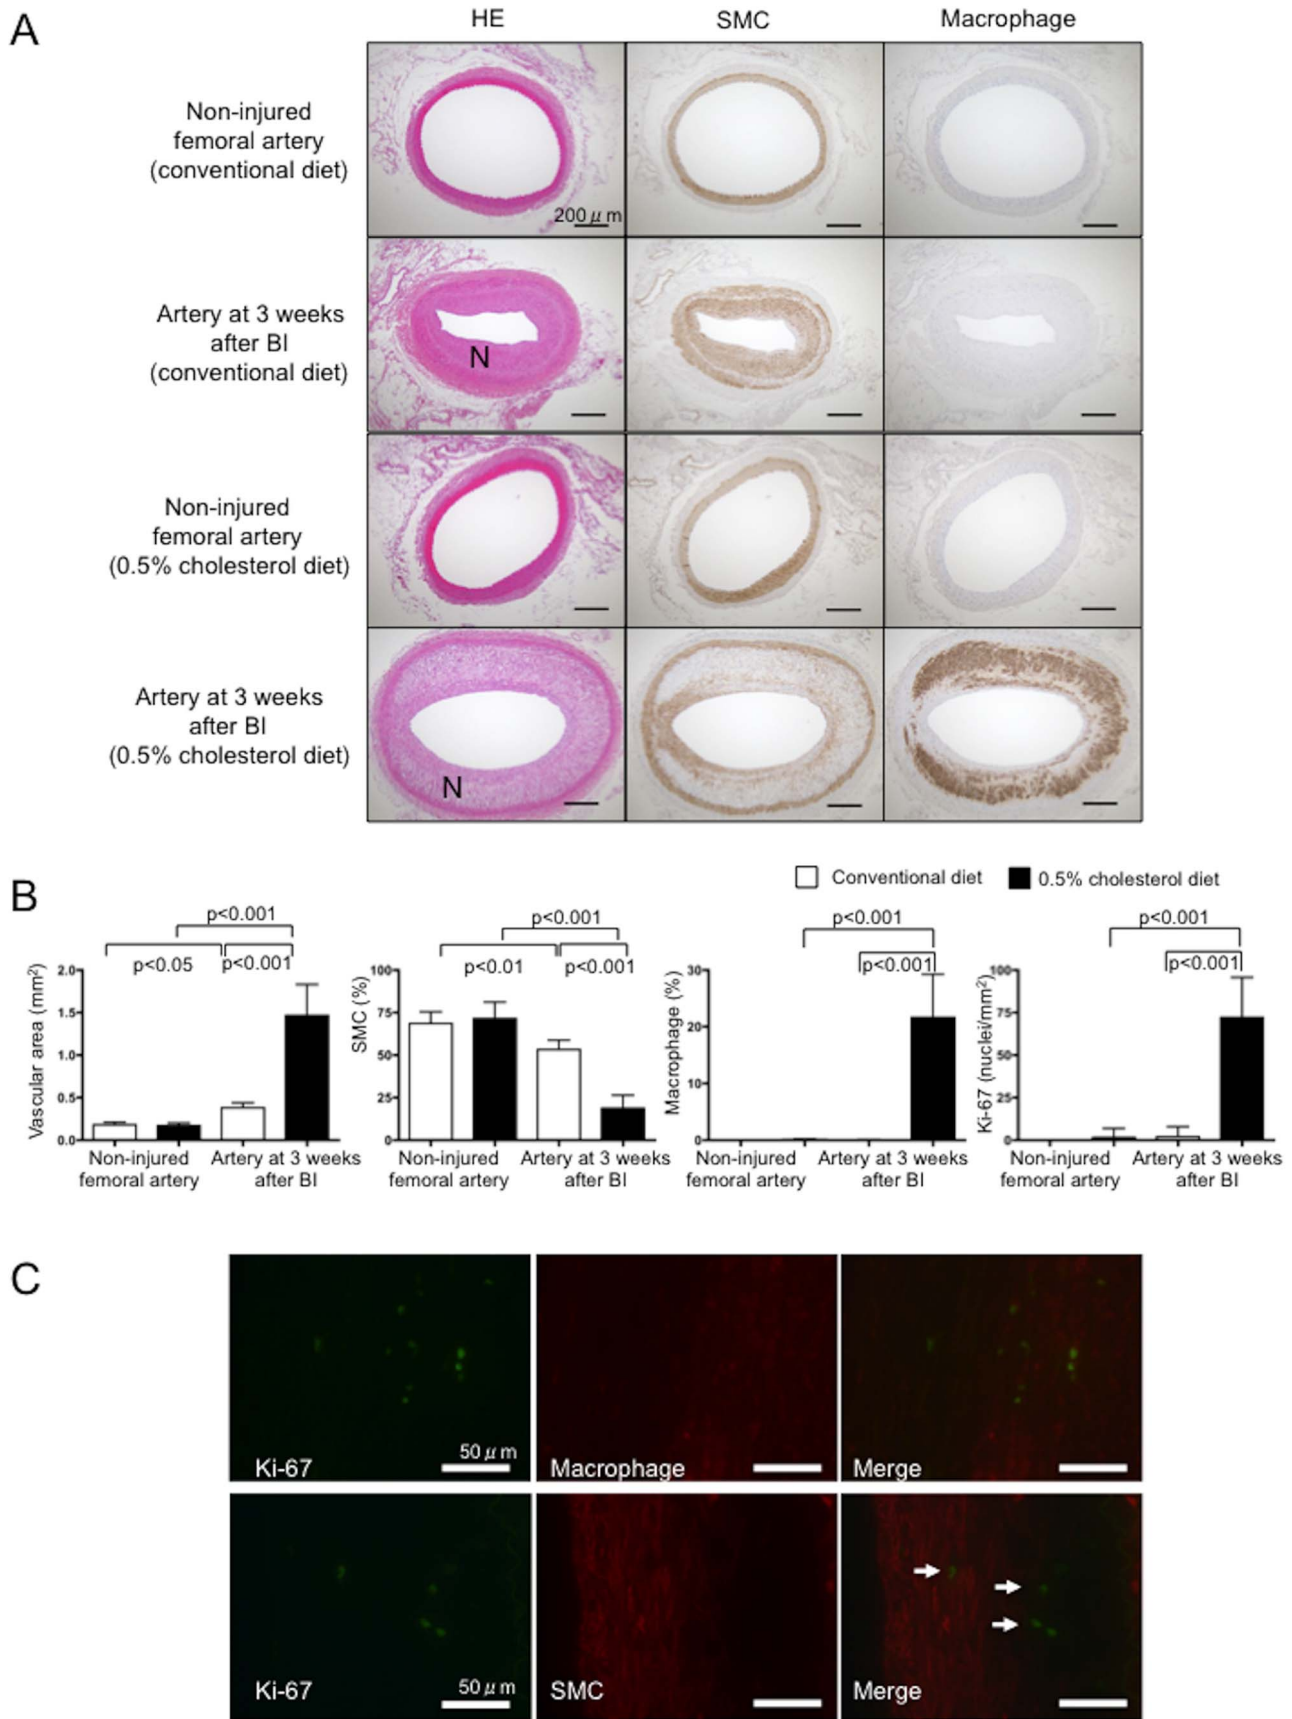 A
HE
SMC
Macrophage
Non-injured
femoral artery
(conventional diet)
200 μm
Artery at 3 weeks
after BI
(conventional diet)
N
Non-injured
femoral artery
(0.5% cholesterol diet)
Artery at 3 weeks
after BI
(0.5% cholesterol diet)
N
B
Conventional diet
0.5% cholesterol diet
p<0.001
p<0.05
p<0.001
Vascular area (mm²)
2.0
1.5
1.0
0.5
0.0
Non-injured
femoral artery
Artery at 3 weeks
after BI
p<0.001
p<0.01
p<0.001
SMC (%)
100
75
50
25
0
Non-injured
femoral artery
Artery at 3 weeks
after BI
p<0.001
p<0.001
Macrophage (%)
30
20
10
0
Non-injured
femoral artery
Artery at 3 weeks
after BI
p<0.001
p<0.001
Ki-67 (nuclei/mm²)
100
75
50
25
0
Non-injured
femoral artery
Artery at 3 weeks
after BI
C
Ki-67
50 μm
Macrophage
Merge
Ki-67
50 μm
SMC
Merge